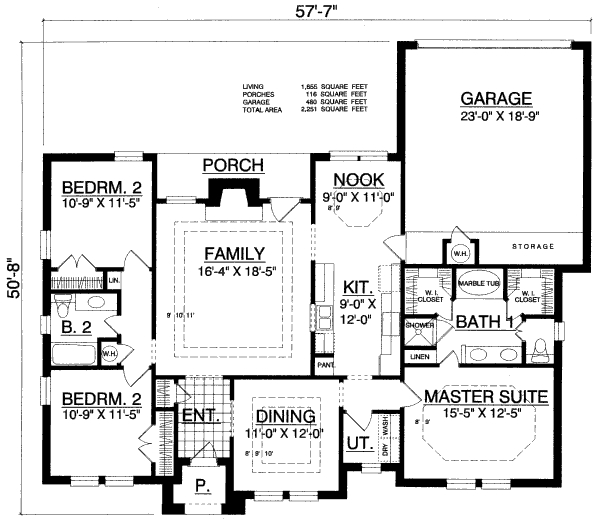 57'-7"
LIVING 1,655 SQUARE FEET
PORCHES 116 SQUARE FEET
GARAGE 480 SQUARE FEET
TOTAL AREA 2,251 SQUARE FEET
GARAGE
23'-0" X 18'-9"
PORCH
BEDRM. 2
10'-9" X 11'-5"
NOOK
9'-0" X 11'-0"
8' 9'
50'-8"
FAMILY
16'-4" X 18'-5"
9' 10' 11'
W.H.
STORAGE
LIN.
KIT.
9'-0" X
12'-0"
W. I.
CLOSET
MARBLE TUB
W. I.
CLOSET
B. 2
W.H.
SHOWER
BATH 1
LINEN
PANT.
BEDRM. 2
10'-9" X 11'-5"
ENT.
DINING
11'-0" X 12'-0"
8' 9' 10'
UT.
DRY
WASH
MASTER SUITE
15'-5" X 12'-5"
8' 9'
P.